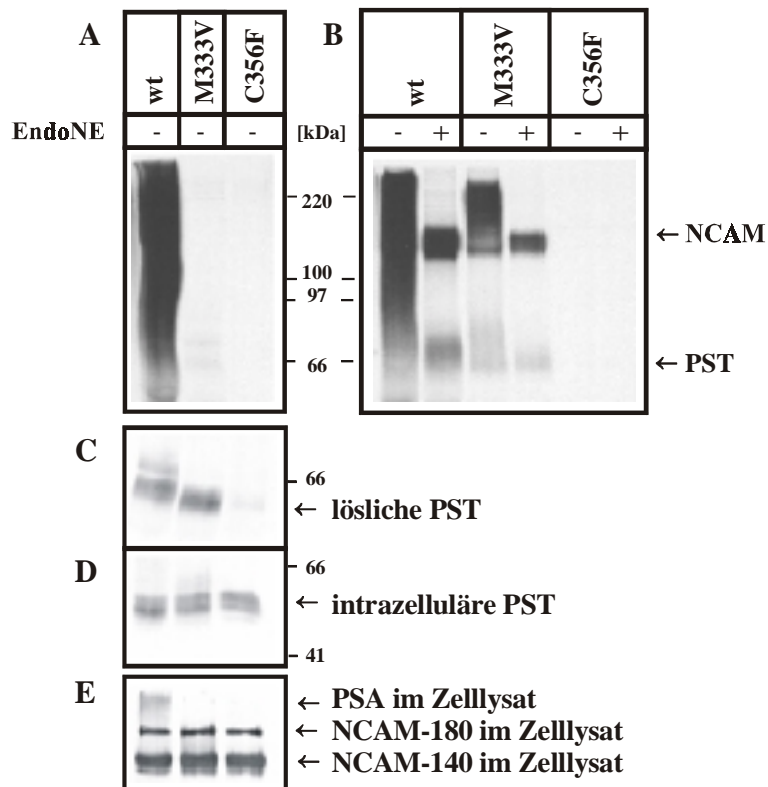 A
B
wt
M333V
C356F
wt
M333V
C356F
EndoNE
- - -
[kDa]
- + - + - +
220
100
97
66
← NCAM
← PST
C
66
← lösliche PST
D
66
← intrazelluläre PST
41
E
← PSA im Zelllysat
← NCAM-180 im Zelllysat
← NCAM-140 im Zelllysat